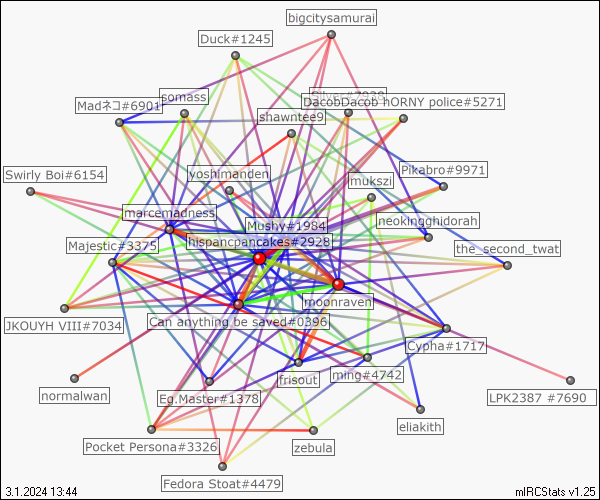 bigcitysamurai
Duck#1245
Silver#7938
DacobDacob hORNY police#5271
Madネコ#6901
somass
shawntee9
Pikabro#9971
Swirly Boi#6154
yoshimanden
mukszi
marcemadness
Mushy#1984
neokingghidorah
Majestic#3375
hispancpancakes#2928
the_second_twat
moonraven
JKOUYH VIII#7034
Can anything be saved#0396
Cypha#1717
frisout
ming#4742
normalwan
Eg.Master#1378
LPK2387 #7690
eliakith
Pocket Persona#3326
zebula
Fedora Stoat#4479
3.1.2024 13:44
mIRCStats v1.25